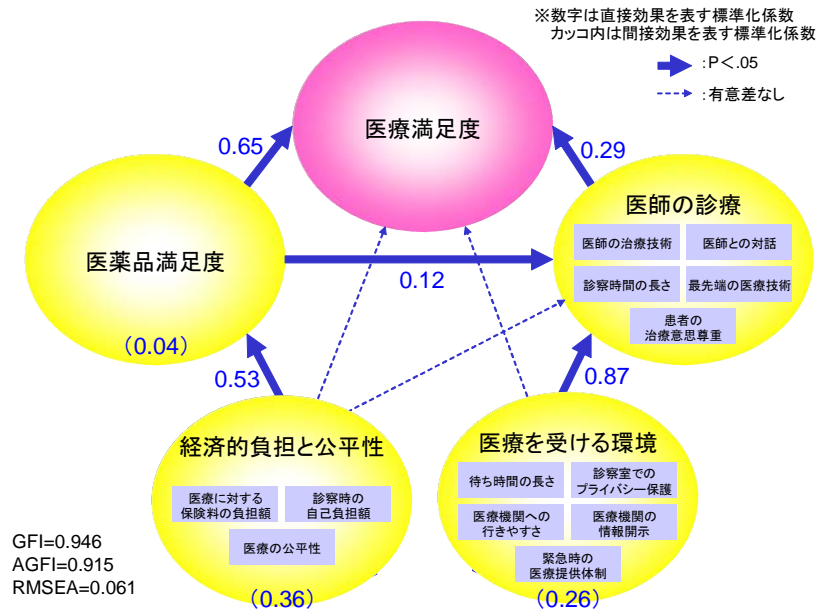 ※数字は直接効果を表す標準化係数
カッコ内は間接効果を表す標準化係数
:P<.05
:有意差なし
医療満足度
0.65
0.29
医薬品満足度
(0.04)
0.12
医師の診療
医師の治療技術
医師との対話
診察時間の長さ
最先端の医療技術
患者の
治療意思尊重
0.53
0.87
経済的負担と公平性
医療に対する
保険料の負担額
診察時の
自己負担額
医療の公平性
(0.36)
医療を受ける環境
待ち時間の長さ
診察室での
プライバシー保護
医療機関への
行きやすさ
医療機関の
情報開示
緊急時の
医療提供体制
(0.26)
GFI=0.946
AGFI=0.915
RMSEA=0.061